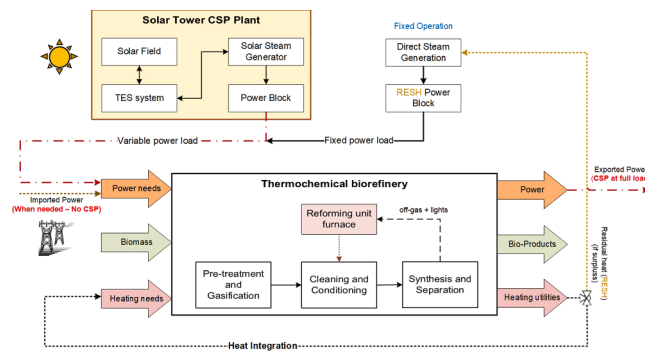 Solar Tower CSP Plant
Solar Field
Solar Steam
Generator
TES system
Power Block
Fixed Operation
Direct Steam
Generation
RESH Power
Block
Variable power load
Fixed power load
Power needs
Imported Power
(When needed – No CSP)
Biomass
Heating needs
Thermochemical biorefinery
Reforming unit
furnace
off-gas + lights
Pre-treatment
and
Gasification
Cleaning and
Conditioning
Synthesis and
Separation
Power
Exported Power
(CSP at full load
Bio-Products
Heating utilities
Residual heat (RESH)
(if surpluss)
Heat Integration